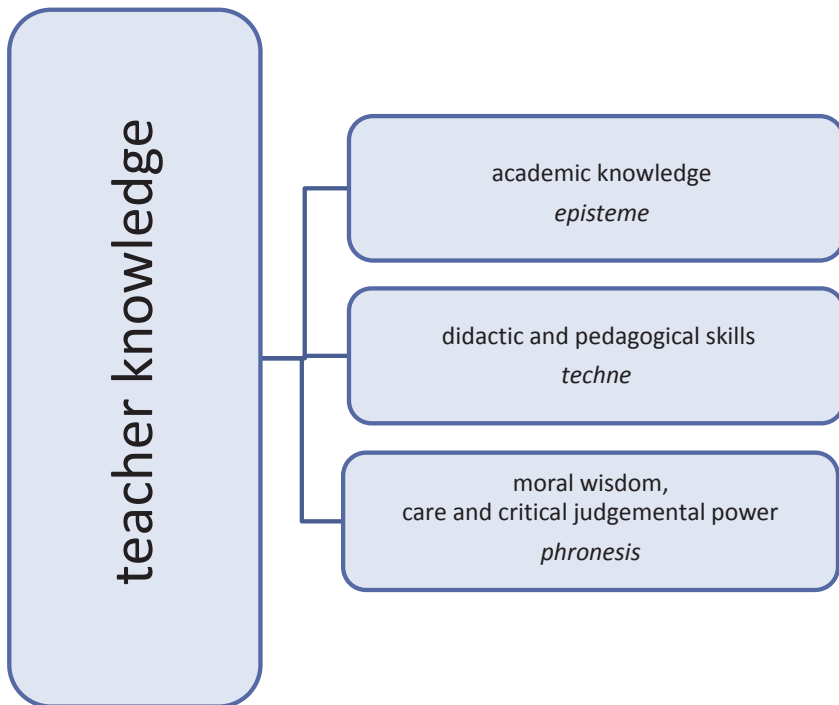 teacher knowledge
academic knowledge
episteme
didactic and pedagogical skills
techne
moral wisdom,
care and critical judgemental power
phronesis